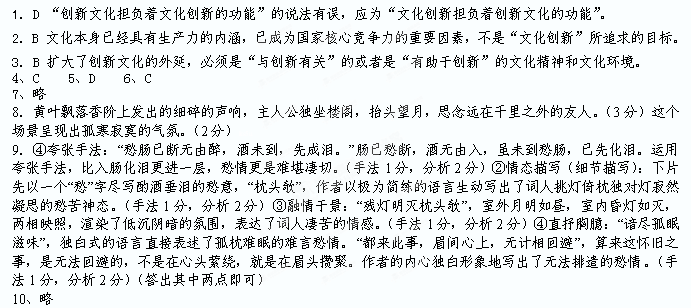 1. D “创新文化担负着文化创新的功能”的说法有误，应为“文化创新担负着创新文化的功能”。
2. B 文化本身已经具有生产力的内涵，已成为国家核心竞争力的重要因素，不是“文化创新”所追求的目标。
3. B 扩大了创新文化的外延，必须是“与创新有关”的或者是“有助于创新”的文化精神和文化环境。
4、C 5、D 6、C
7、略
8. 黄叶飘落香阶上发出的细碎的声响，主人公独坐楼阁，抬头望月，思念远在千里之外的友人。(3分)这个
场景呈现出孤寒寂寞的气氛。(2分)
9. ④夸张手法：“愁肠已断无由醉，酒未到，先成泪。”肠已愁断，酒无由入，虽未到愁肠，已先化泪。运用
夸张手法，比入肠化泪更进一层，愁情更是难堪凄切。(手法1分，分析2分)②情态描写(细节描写)：下片
先以一个“愁”字尽写酌酒垂泪的愁意，“枕头欹”，作者以极为简练的语言生动写出了词人挑灯倚枕独对灯寂然
凝思的愁苦神态。(手法1分，分析2分)③融情于景：“残灯明灭枕头欹”，室外月明如昼，室内昏灯如灭，
两相映照，渲染了低沉阴暗的氛围，表达了词人凄苦的情感。(手法1分，分析2分)④直抒胸臆：“谙尽孤眠
滋味”，独白式的语言直接表述了孤枕难眠的难言愁情。“都来此事，眉间心上，无计相回避”，算来这怀旧之
事，是无法回避的，不是在心头萦绕，就是在眉头攒聚。作者的内心独白形象地写出了无法排遣的愁情。(手
法1分，分析2分)(答出其中两点即可)
10、略